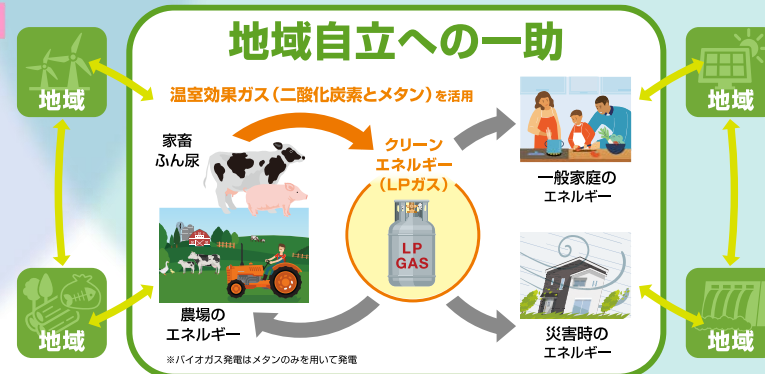 地域自立への一助
温室効果ガス(二酸化炭素とメタン)を活用
地域
地域
家畜
ふん尿
クリーン
エネルギー
(LPガス)
LP
GAS
一般家庭の
エネルギー
農場の
エネルギー
災害時の
エネルギー
地域
地域
※バイオガス発電はメタンのみを用いて発電